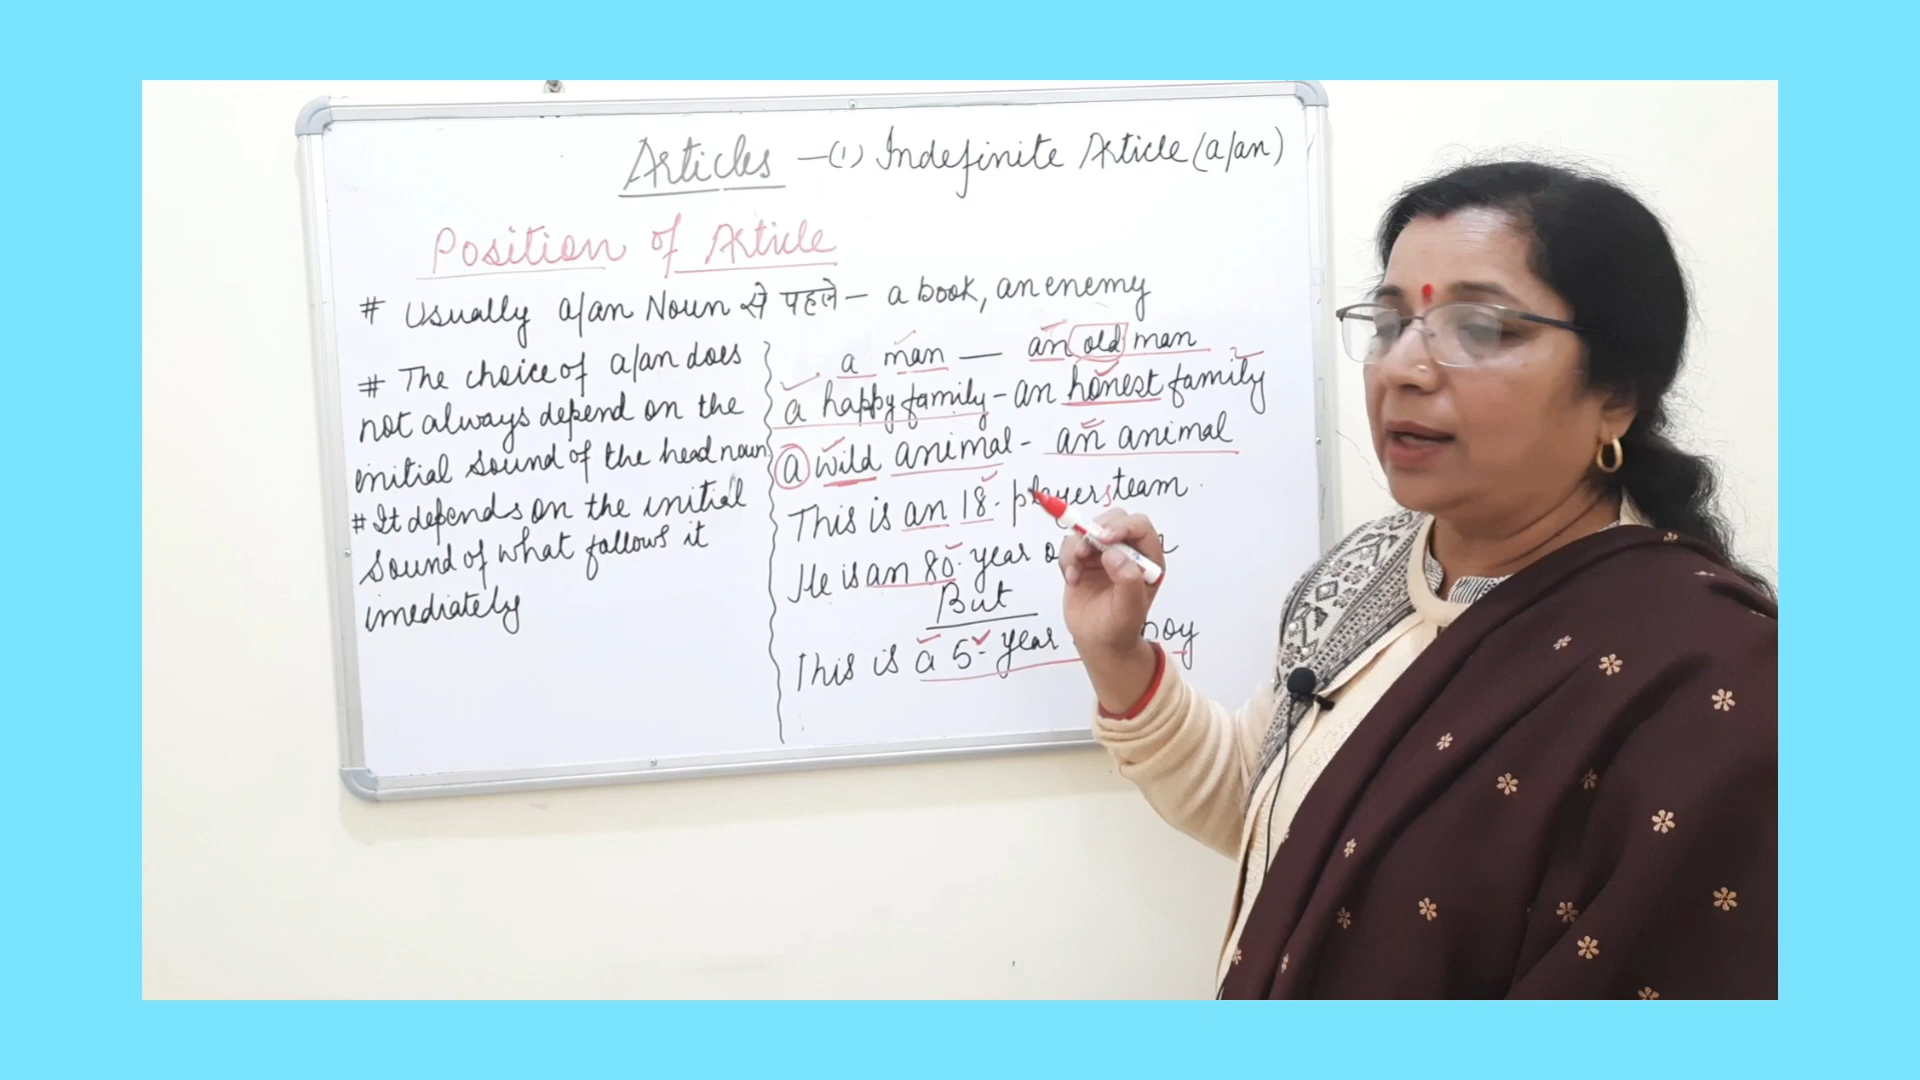 Articles - (1) Indefinite Article (a/an)
Position of Article
# Usually a/an Noun से पहले - a book, an enemy
# The choice of a/an does
not always depend on the
initial sound of the head noun
# It depends on the initial
sound of what follows it
imediately
a man — an old man
a happy family - an honest family
a wild animal - an animal
This is an 18-players team.
He is an 80-year
But
This is a 5-year boy